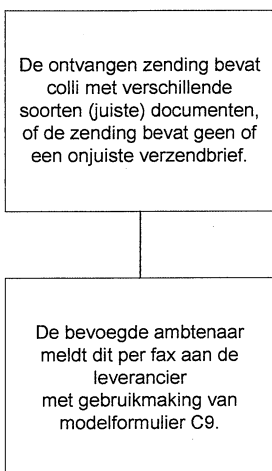 De ontvangen zending bevat
colli met verschillende
soorten (juiste) documenten,
of de zending bevat geen of
een onjuiste verzendbrief.
De bevoegde ambtenaar
meldt dit per fax aan de
leverancier
met gebruikmaking van
modelformulier C9.